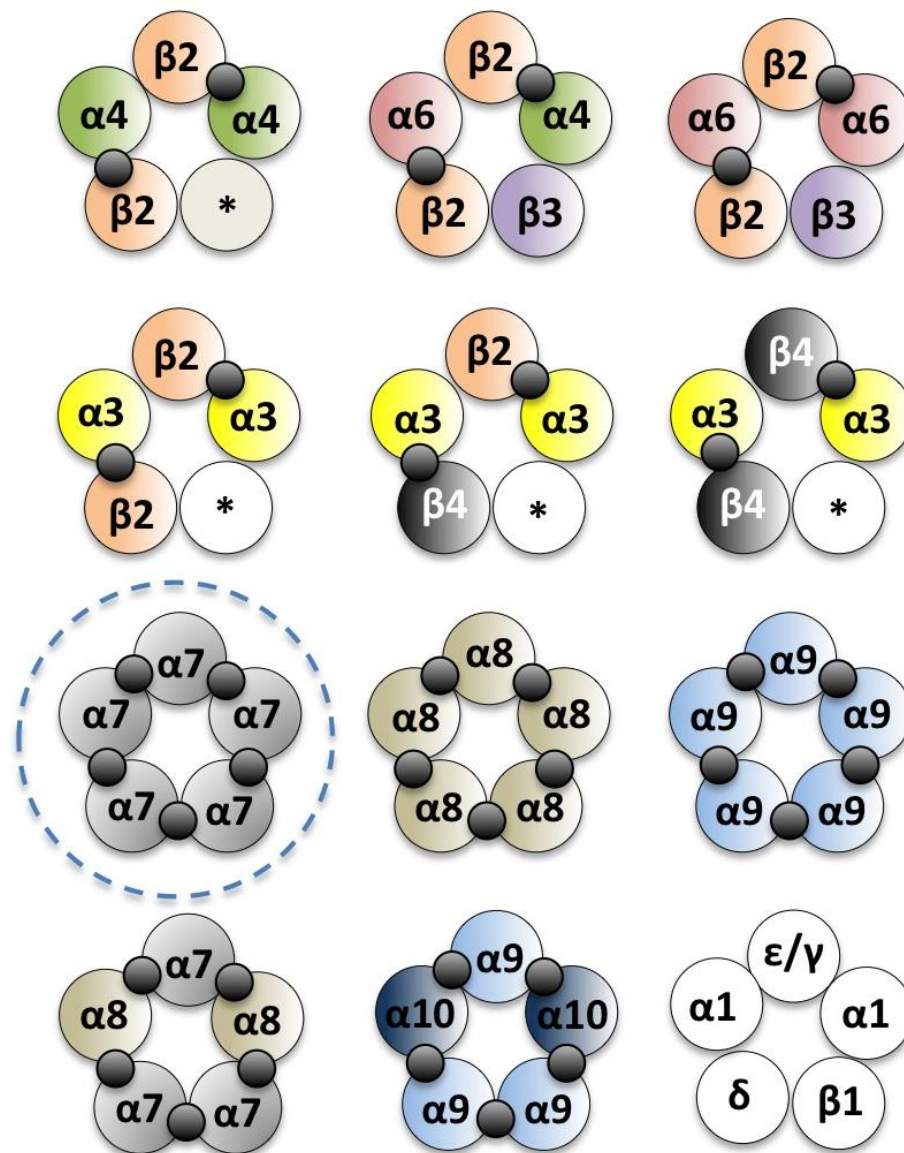 β2
α4 α4
β2 *
β2
α6 α4
β2 β3
β2
α6 α6
β2 β3
β2
α3 α3
β2 *
β2
α3 α3
β4 *
β4
α3 α3
β4 *
α7
α7 α7
α7 α7
α8
α8 α8
α8 α8
α9
α9 α9
α9 α9
α7
α8 α8
α7 α7
α9
α10 α10
α9 α9
ε/γ
α1 α1
δ β1